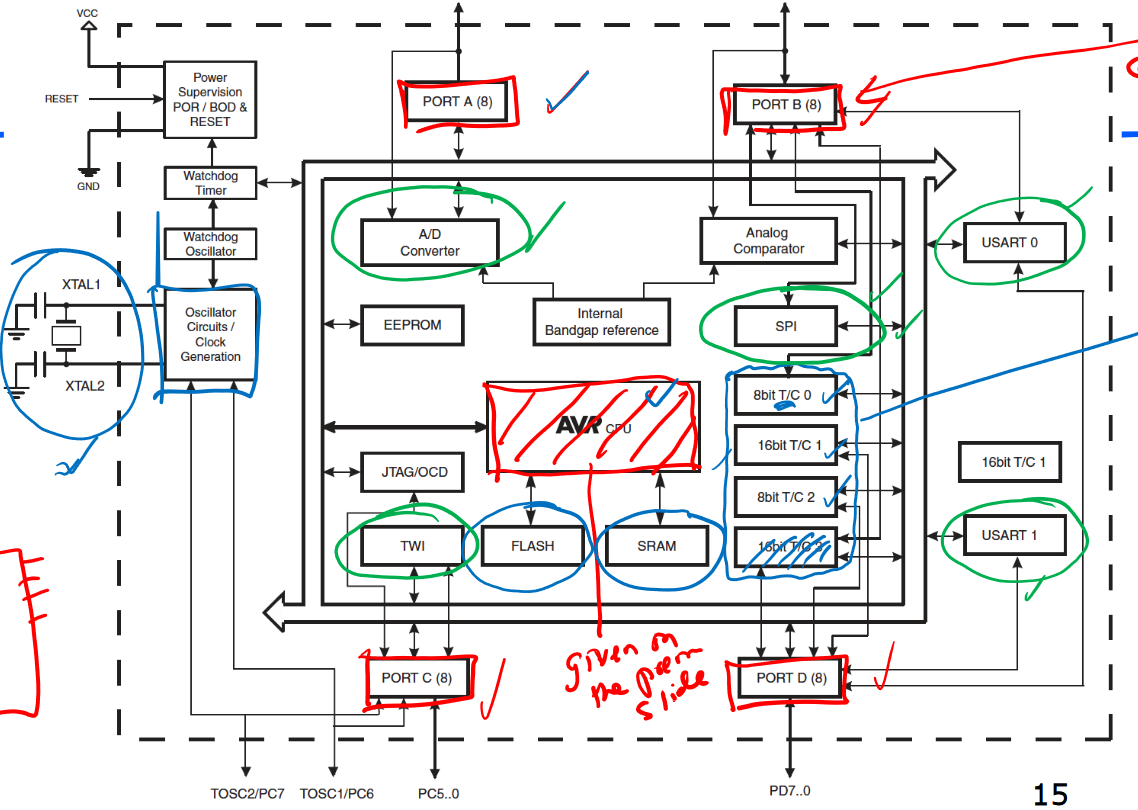 VCC
RESET
GND
Power
Supervision
POR / BOD &
RESET
Watchdog
Timer
Watchdog
Oscillator
XTAL1
XTAL2
Oscillator
Circuits /
Clock
Generation
PORT A (8)
PORT B (8)
A/D
Converter
Analog
Comparator
USART 0
EEPROM
Internal
Bandgap reference
SPI
AVR CPU
8bit T/C 0
16bit T/C 1
8bit T/C 2
16bit T/C 3
16bit T/C 1
JTAG/OCD
TWI
FLASH
SRAM
USART 1
Given on
the
slide
PORT C (8)
PORT D (8)
TOSC2/PC7
TOSC1/PC6
PC5..0
PD7..0
15